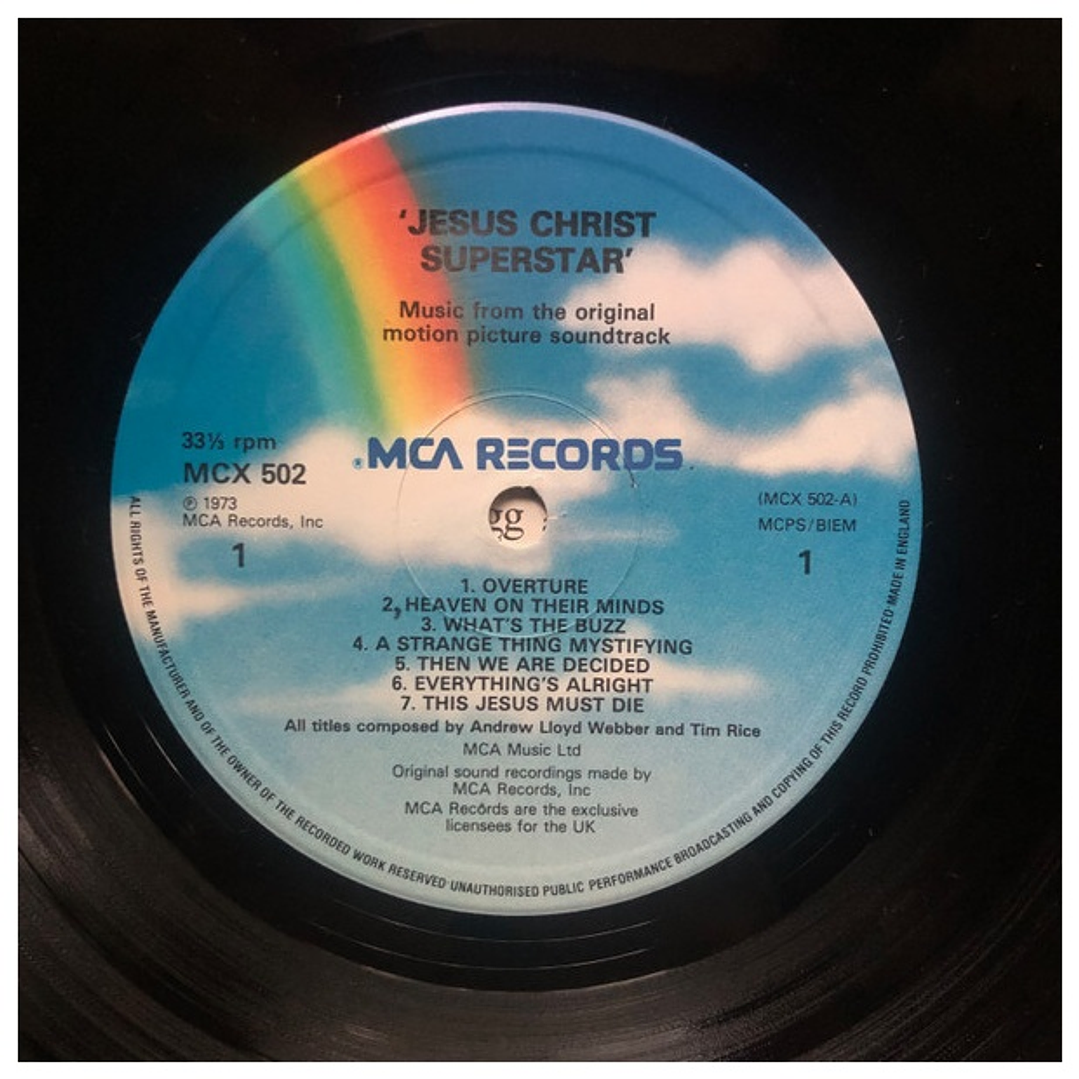 'JESUS CHRIST
SUPERSTAR'
Music from the original
motion picture soundtrack
33⅓ rpm
MCX 502
℗ 1973
MCA Records, Inc
1
®MCA RECORDS
(MCX 502-A)
MCPS/BIEM
1
gg
1. OVERTURE
2, HEAVEN ON THEIR MINDS
3. WHAT'S THE BUZZ
4. A STRANGE THING MYSTIFYING
5. THEN WE ARE DECIDED
6. EVERYTHING'S ALRIGHT
7. THIS JESUS MUST DIE
All titles composed by Andrew Lloyd Webber and Tim Rice
MCA Music Ltd
Original sound recordings made by
MCA Records, Inc
MCA Records are the exclusive
licensees for the UK
ALL RIGHTS OF THE MANUFACTURER AND OF THE OWNER OF THE RECORDED WORK RESERVED UNAUTHORISED PUBLIC PERFORMANCE BROADCASTING AND COPYING OF THIS RECORD PROHIBITED MADE IN ENGLAND